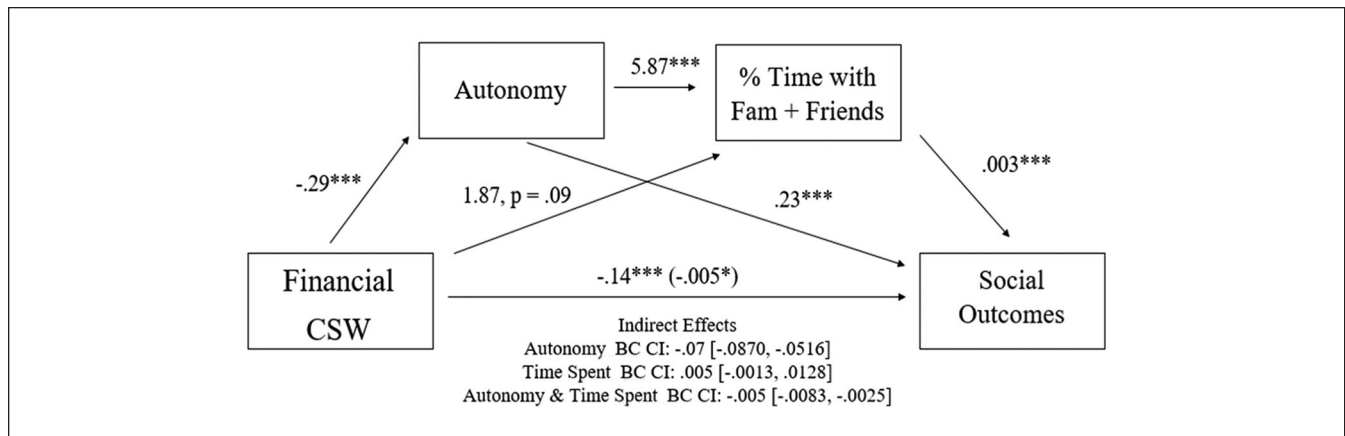 5.87***
Autonomy
% Time with
Fam + Friends
-.29***
1.87, p = .09
.23***
.003***
Financial
CSW
-.14*** (-.005*)
Social
Outcomes
Indirect Effects
Autonomy BC CI: -.07 [-.0870, -.0516]
Time Spent BC CI: .005 [-.0013, .0128]
Autonomy & Time Spent BC CI: -.005 [-.0083, -.0025]